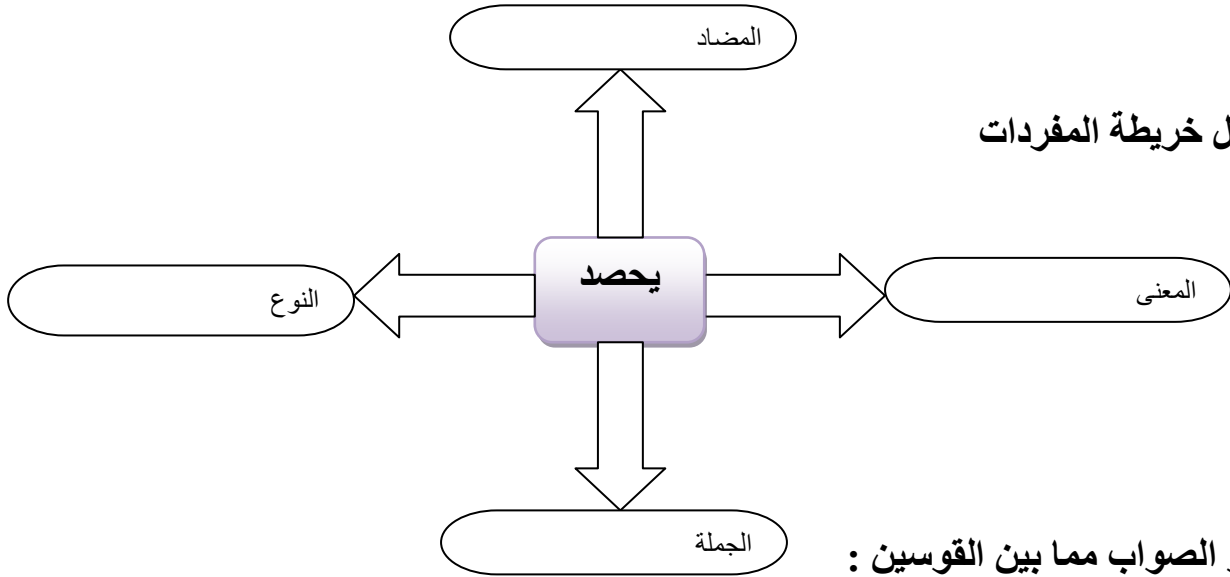 المضاد
ل خريطة المفردات
يحصد
المعنى
النوع
الجملة
الصواب مما بين القوسين :